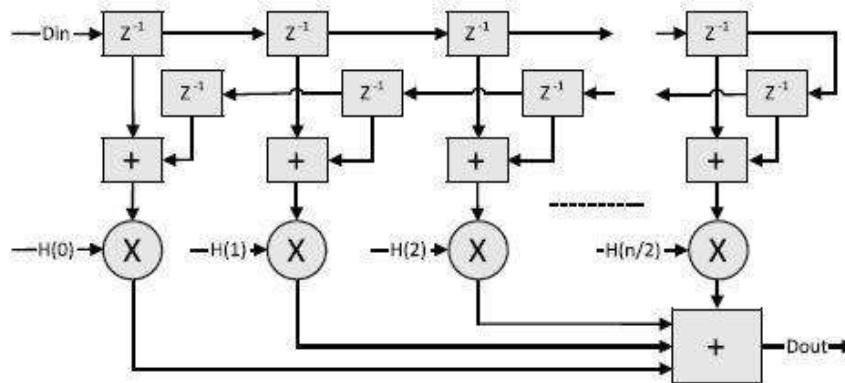 Din Z⁻¹ Z⁻¹ Z⁻¹ Z⁻¹
Z⁻¹ Z⁻¹ Z⁻¹ Z⁻¹
+ + + +
H(0) X H(1) X H(2) X H(n/2) X
+ Dout